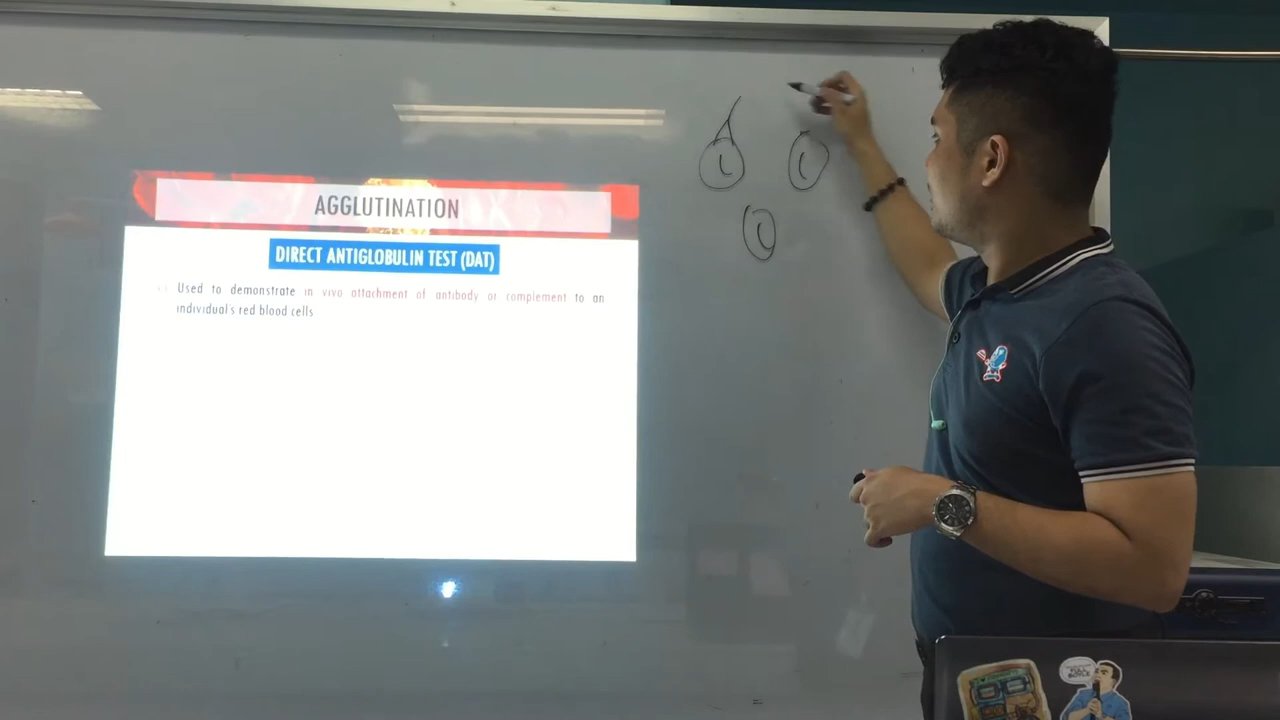 AGGLUTINATION
DIRECT ANTIGLOBULIN TEST (DAT)
Used to demonstrate in vivo attachment of antibody or complement to an
individual's red blood cells